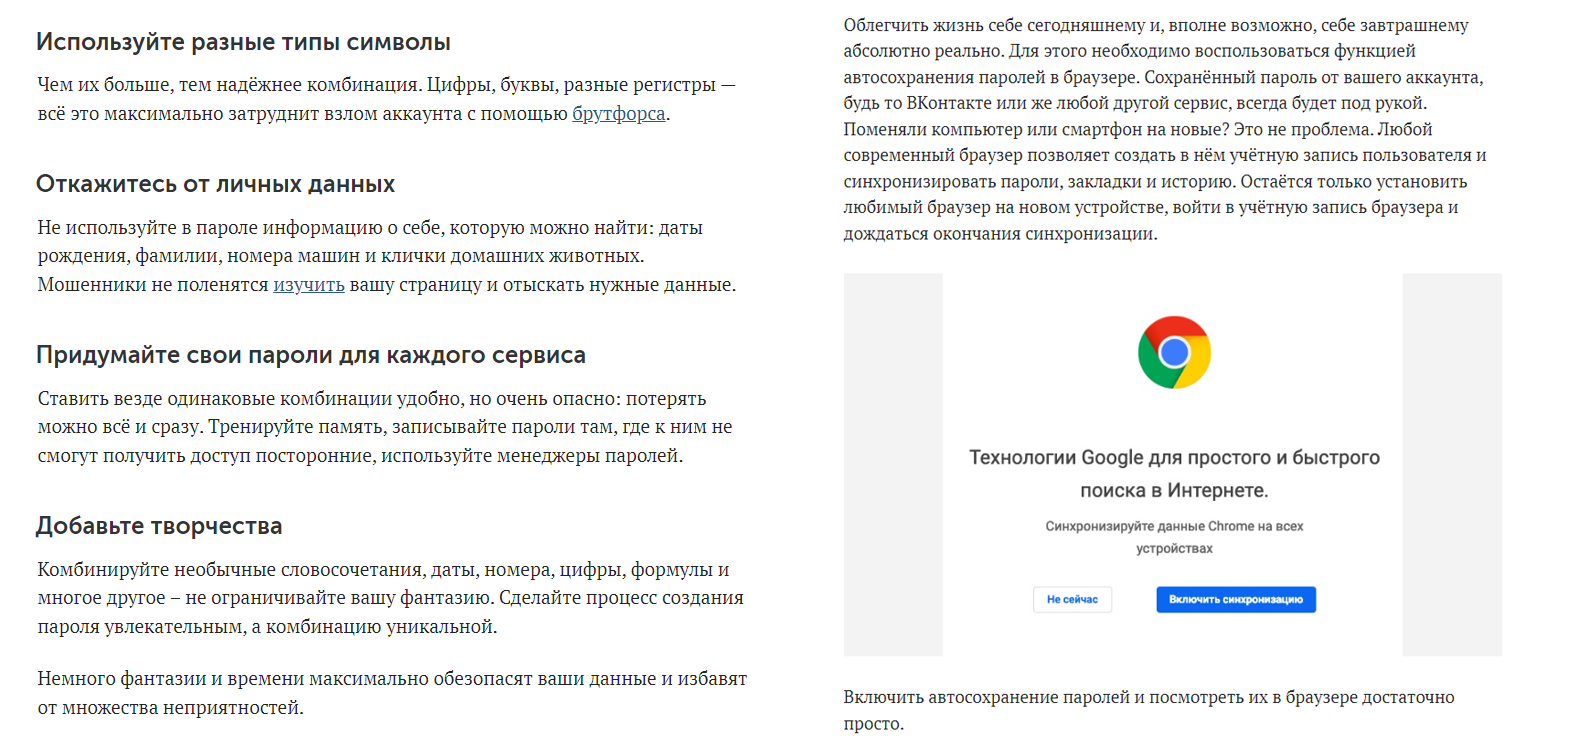 Используйте разные типы символы
Чем их больше, тем надёжнее комбинация. Цифры, буквы, разные регистры —
всё это максимально затруднит взлом аккаунта с помощью брутфорса.
Откажитесь от личных данных
Не используйте в пароле информацию о себе, которую можно найти: даты
рождения, фамилии, номера машин и клички домашних животных.
Мошенники не поленятся изучить вашу страницу и отыскать нужные данные.
Придумайте свои пароли для каждого сервиса
Ставить везде одинаковые комбинации удобно, но очень опасно: потерять
можно всё и сразу. Тренируйте память, записывайте пароли там, где к ним не
смогут получить доступ посторонние, используйте менеджеры паролей.
Добавьте творчества
Комбинируйте необычные словосочетания, даты, номера, цифры, формулы и
многое другое – не ограничивайте вашу фантазию. Сделайте процесс создания
пароля увлекательным, а комбинацию уникальной.
Немного фантазии и времени максимально обезопасят ваши данные и избавят
от множества неприятностей.
Облегчить жизнь себе сегодняшнему и, вполне возможно, себе завтрашнему
абсолютно реально. Для этого необходимо воспользоваться функцией
автосохранения паролей в браузере. Сохранённый пароль от вашего аккаунта,
будь то ВКонтакте или же любой другой сервис, всегда будет под рукой.
Поменяли компьютер или смартфон на новые? Это не проблема. Любой
современный браузер позволяет создать в нём учётную запись пользователя и
синхронизировать пароли, закладки и историю. Остаётся только установить
любимый браузер на новом устройстве, войти в учётную запись браузера и
дождаться окончания синхронизации.
Технологии Google для простого и быстрого
поиска в Интернете.
Синхронизируйте данные Chrome на всех
устройствах
Не сейчас
Включить синхронизацию
Включить автосохранение паролей и посмотреть их в браузере достаточно
просто.